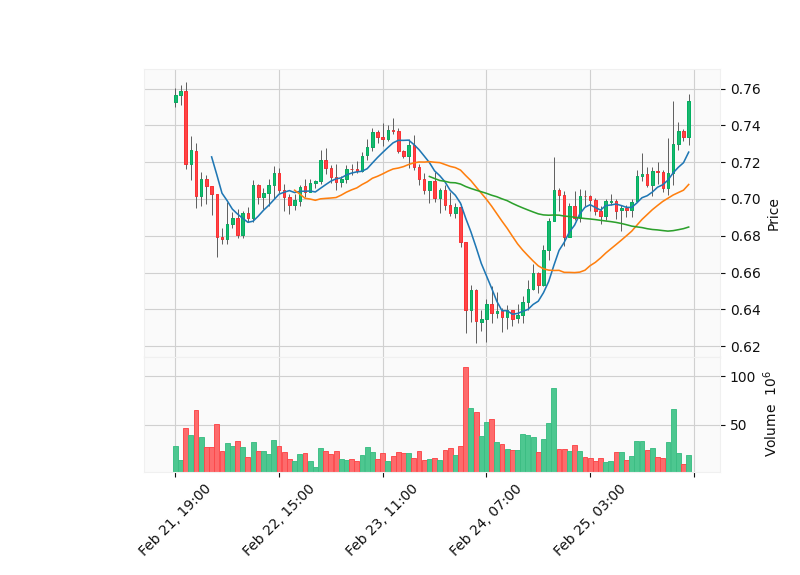 0.76
0.74
0.72
0.70
0.68
0.66
0.64
0.62
Price
100
50
Volume 10⁶
Feb 21, 19:00
Feb 22, 15:00
Feb 23, 11:00
Feb 24, 07:00
Feb 25, 03:00